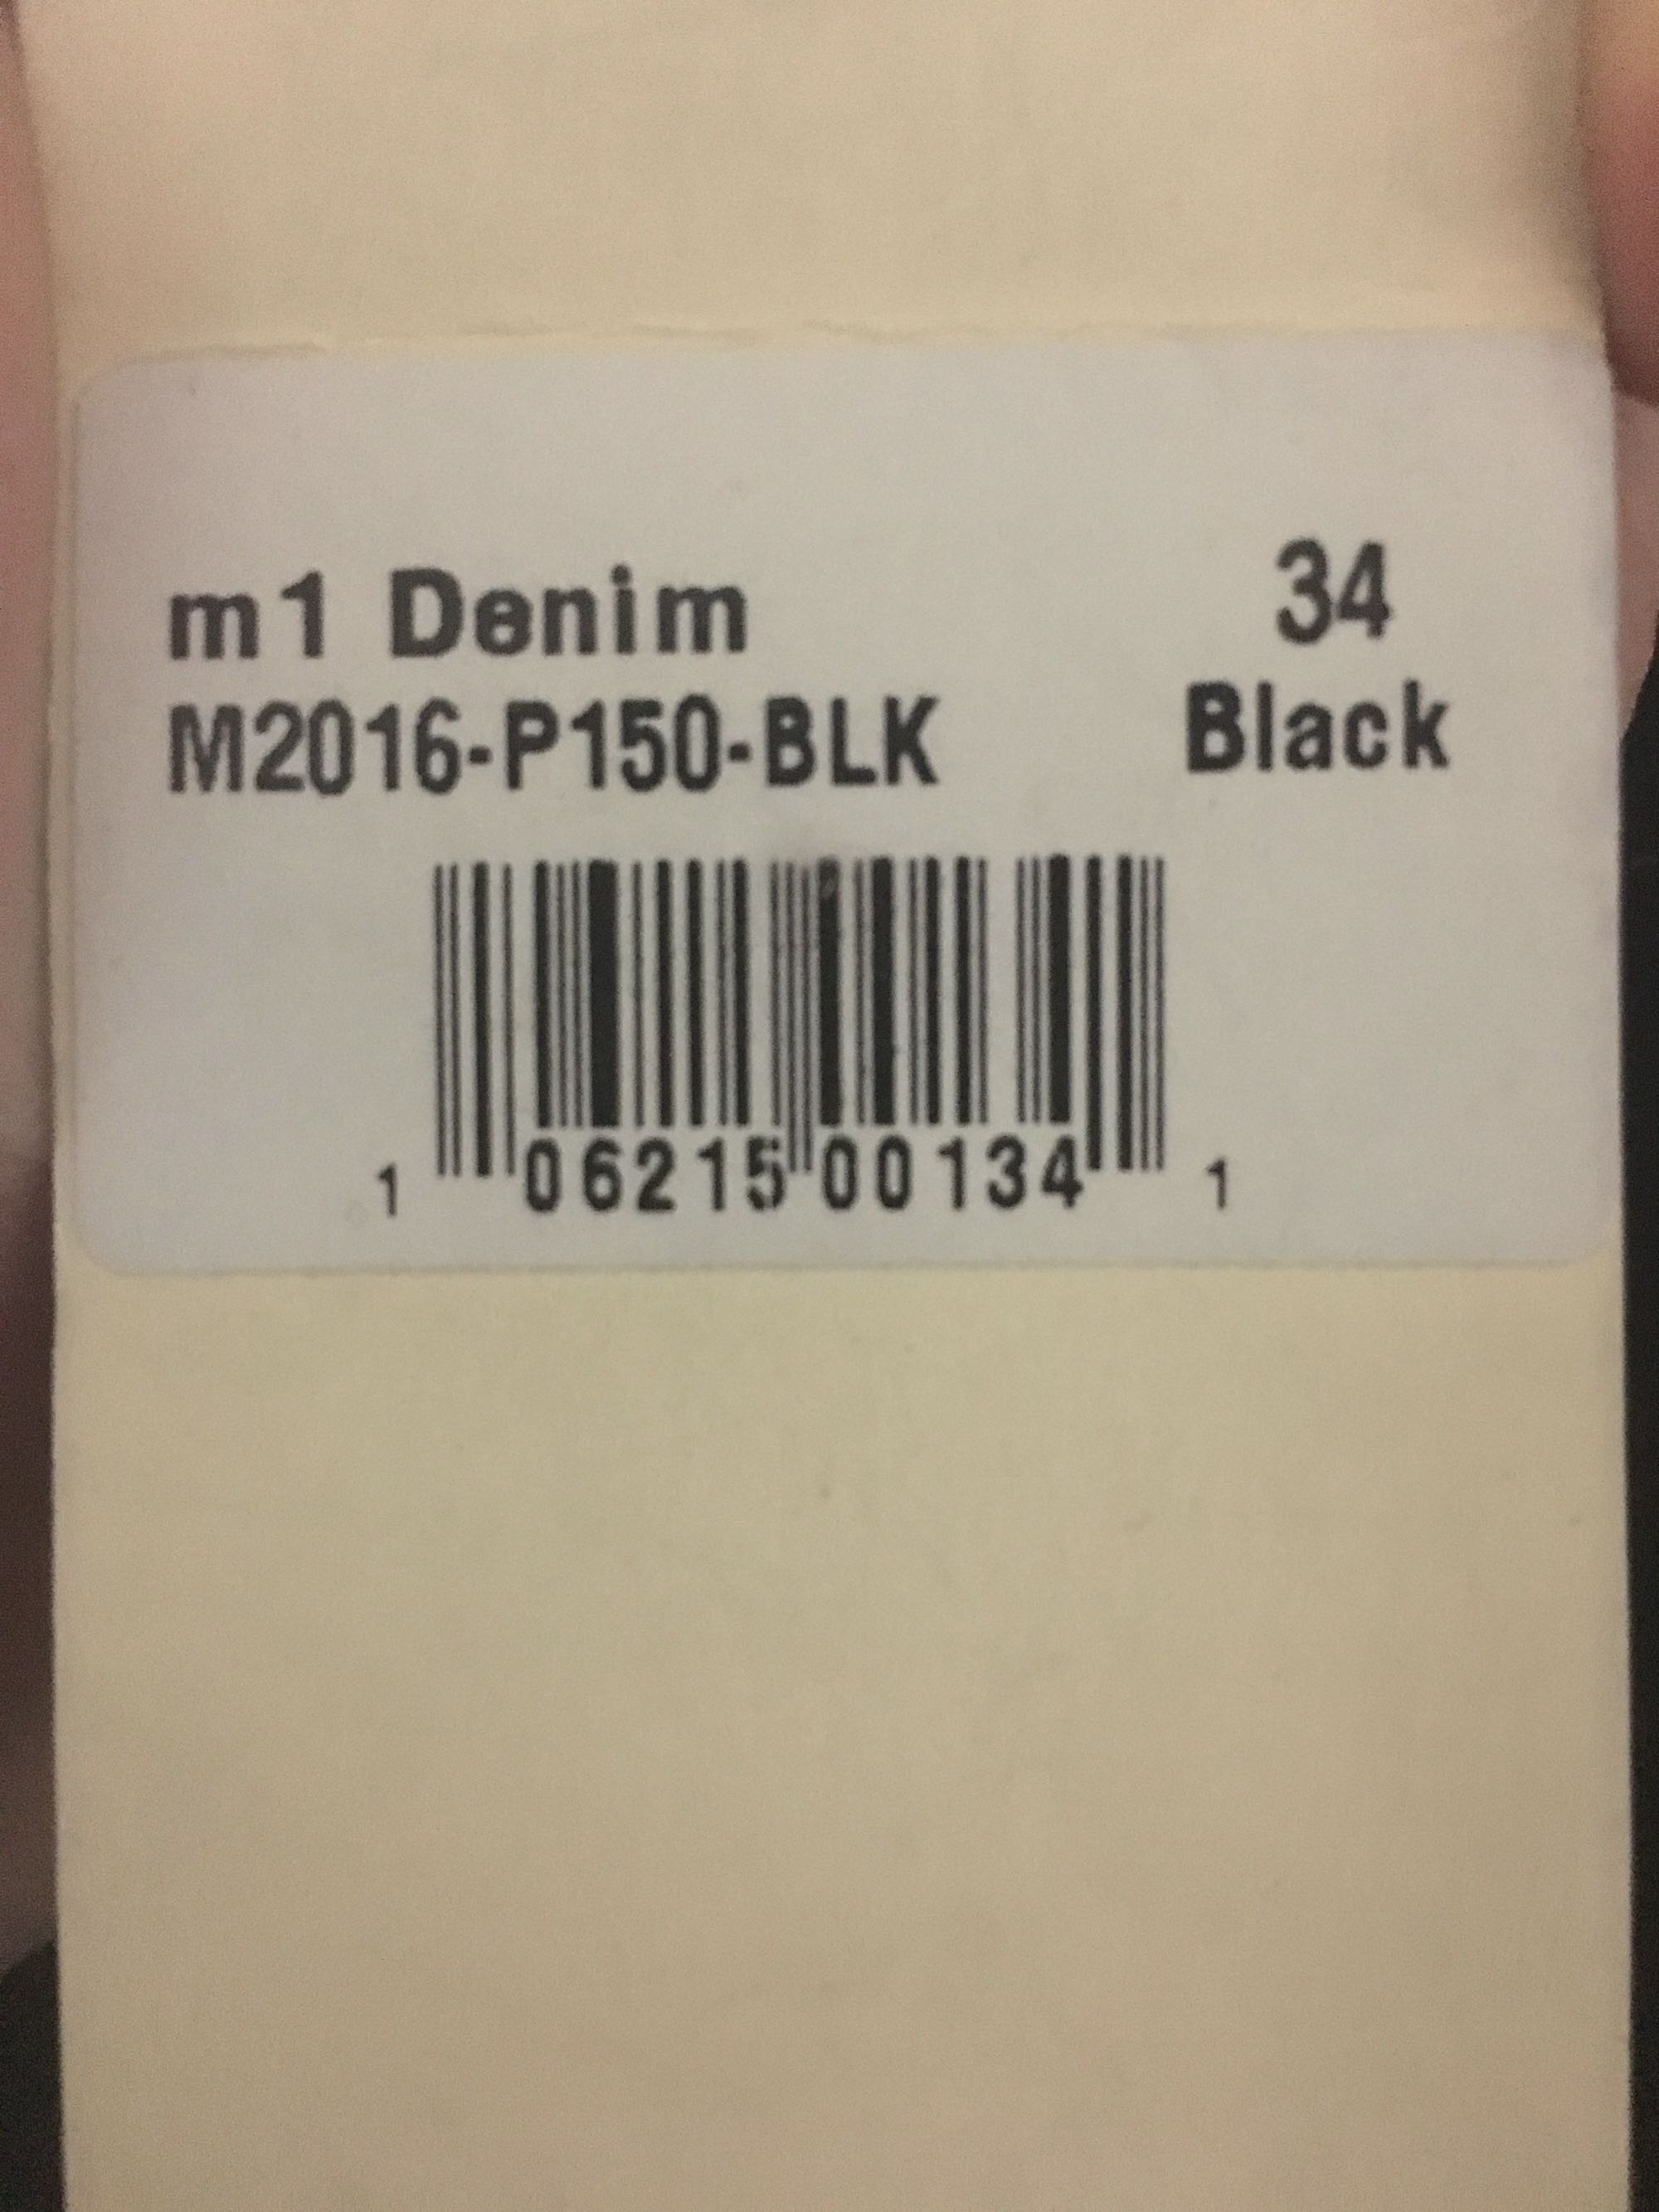 m1 Denim 34
M2016-P150-BLK Black
1 06215 00134 1